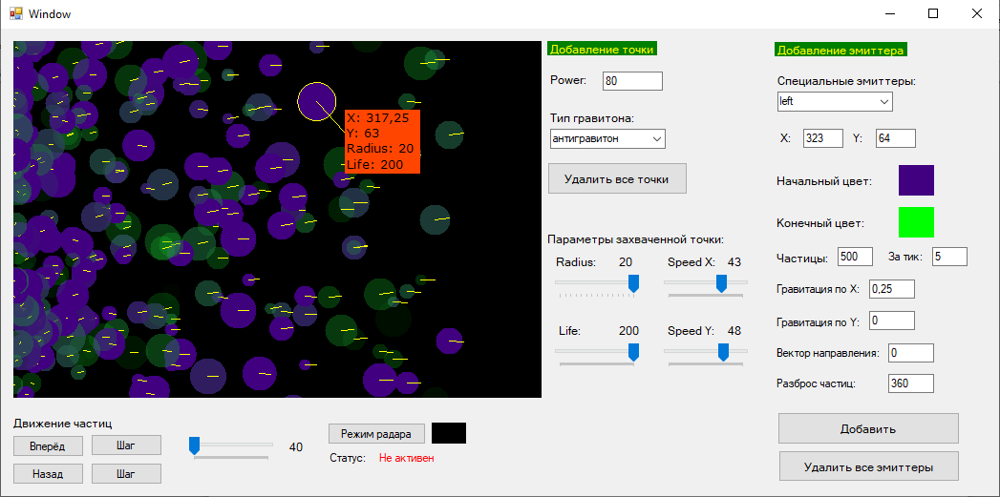 Window
X: 317,25
Y: 63
Radius: 20
Life: 200
Движение частиц
Вперёд
Шаг
Назад
Шаг
40
Режим радара
Статус: Не активен
Добавление точки
Power: 80
Тип гравитона:
антигравитон
Удалить все точки
Параметры захваченной точки:
Radius: 20 Speed X: 43
Life: 200 Speed Y: 48
Добавление эмиттера
Специальные эмиттеры:
left
X: 323 Y: 64
Начальный цвет:
Конечный цвет:
Частицы: 500 За тик: 5
Гравитация по X: 0,25
Гравитация по Y: 0
Вектор направления: 0
Разброс частиц: 360
Добавить
Удалить все эмиттеры